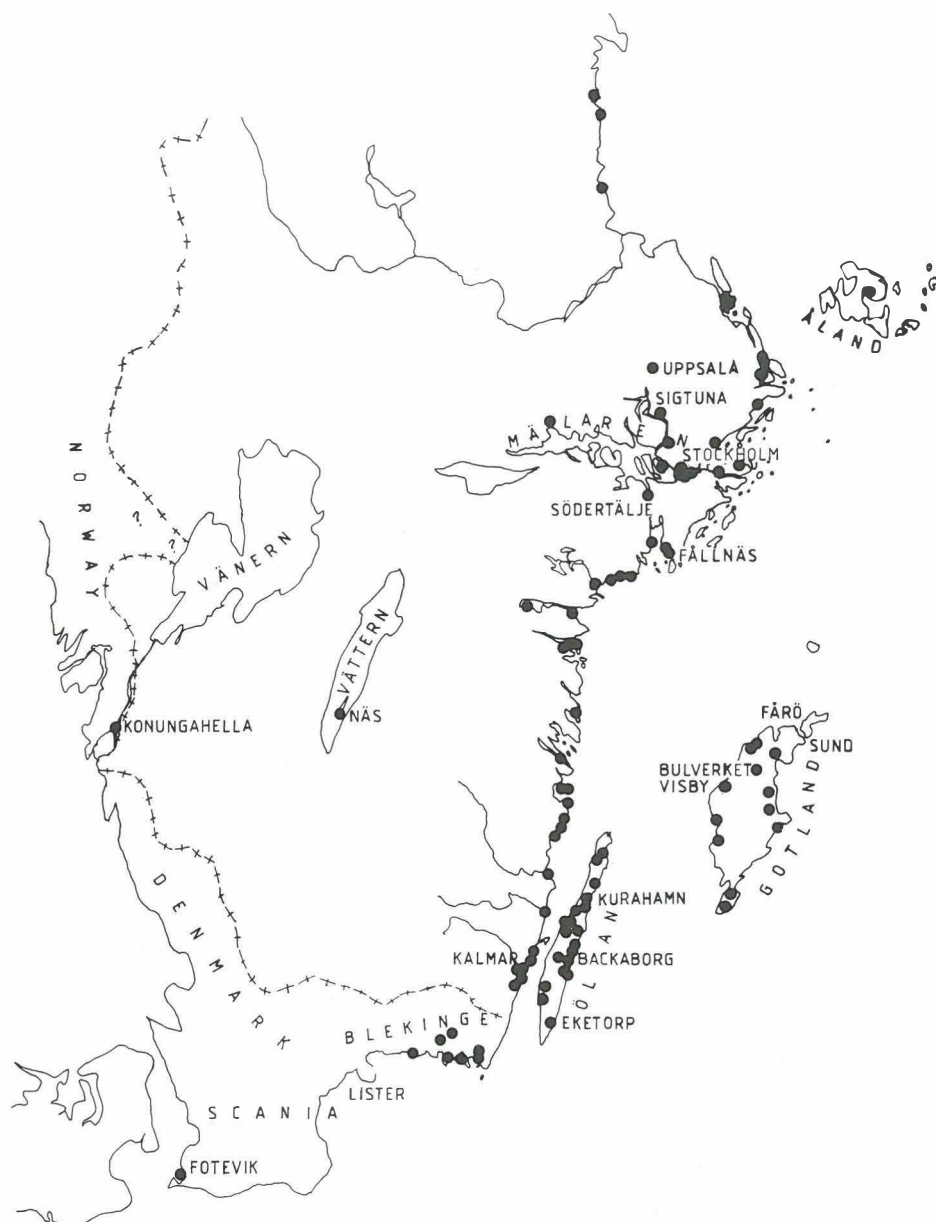 ÅLAND
UPPSALA
SIGTUNA
MÄLAREN
STOCKHOLM
NORWAY
SÖDERTÄLJE
?
?
FÅLLNÄS
VÄNERN
VÄTTERN
NÄS
KONUNGAHELLA
FÅRÖ
SUND
BULVERKET
VISBY
GOTLAND
DENMARK
KURAHAMN
KALMAR
BACKABORG
ÖLAN
BLEKINGE
EKETORP
LISTER
SCANIA
FOTEVIK